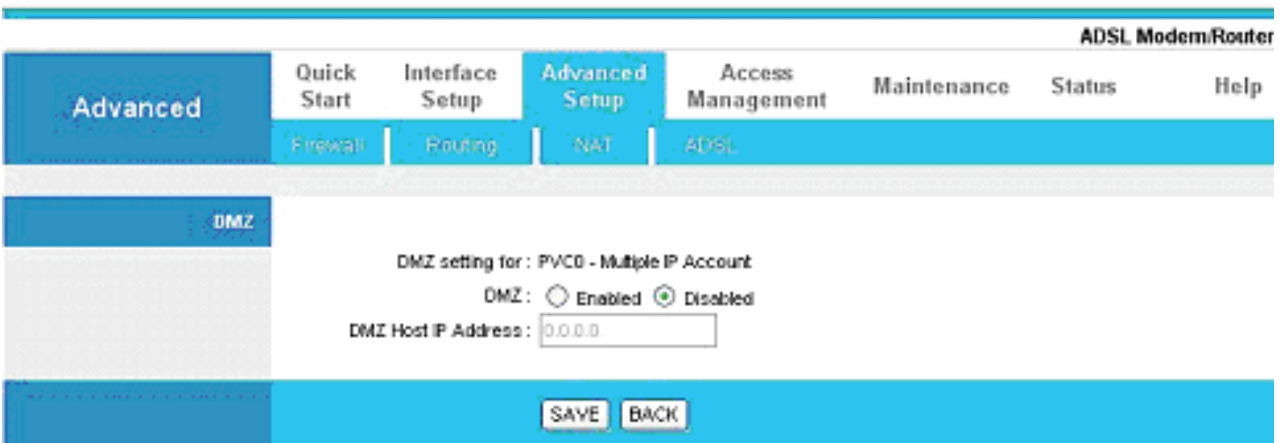 ADSL Modem/Router
Advanced
Quick Start
Interface Setup
Advanced Setup
Access Management
Maintenance
Status
Help
Firewall
Routing
NAT
ADSL
DMZ
DMZ setting for : PVC0 - Multiple IP Account
DMZ : Enabled Disabled
DMZ Host IP Address : 0.0.0.0
SAVE BACK